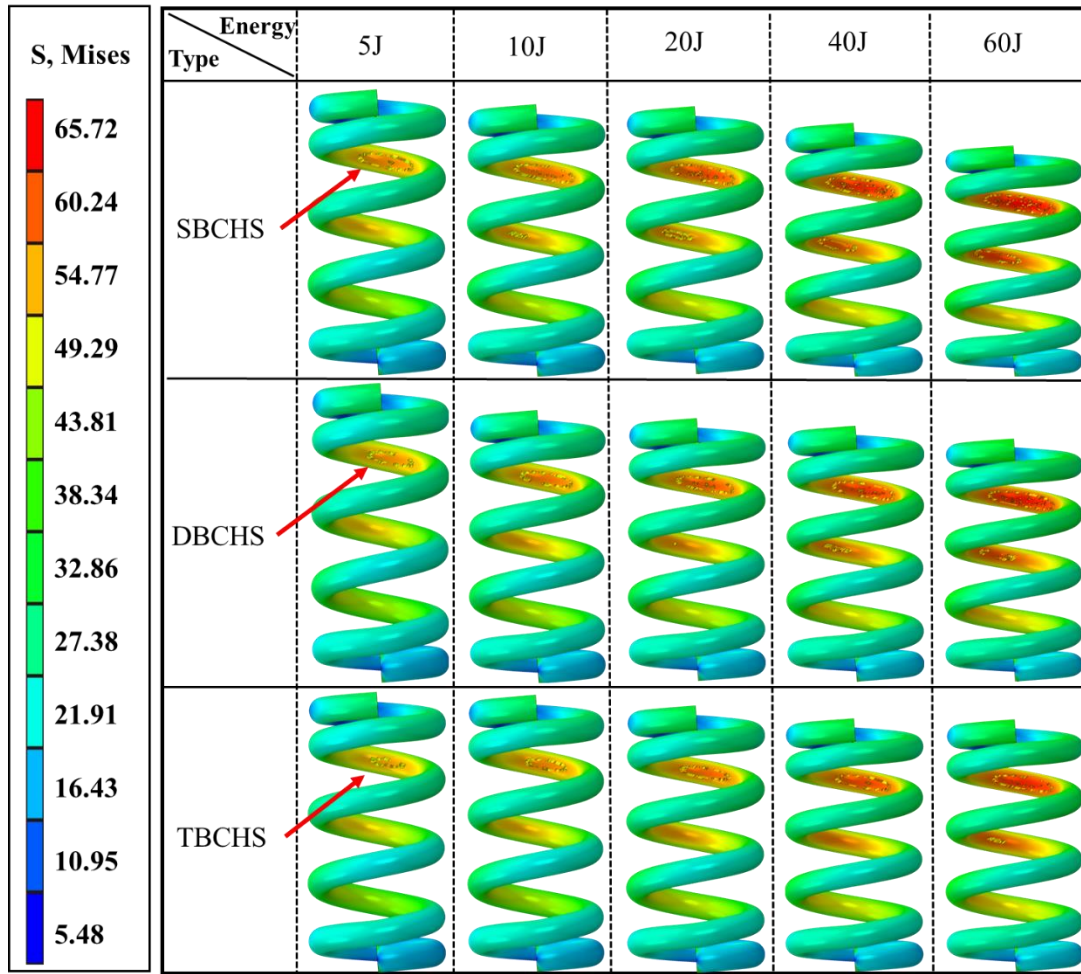 S, Mises
65.72
60.24
54.77
49.29
43.81
38.34
32.86
27.38
21.91
16.43
10.95
5.48
Energy
Type
5J
10J
20J
40J
60J
SBCHS
DBCHS
TBCHS